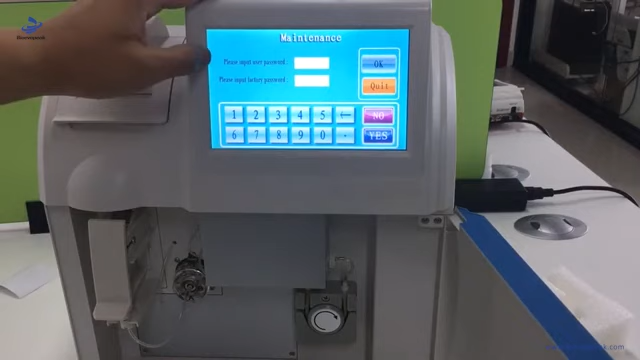 Maintenance
Please input user password:
OK
Please input factory password:
Quit
1 2 3 4 5 ← NO
6 7 8 9 0 . YES